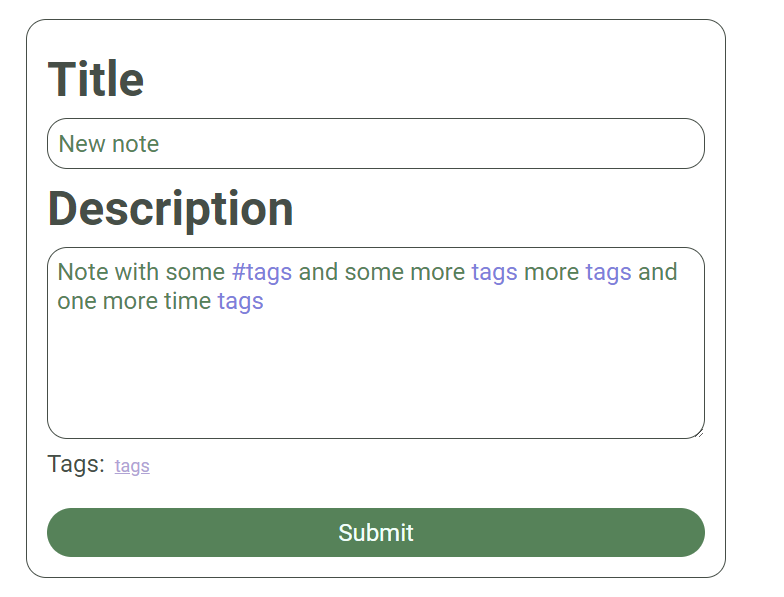 Title
New note
Description
Note with some #tags and some more tags more tags and
one more time tags
Tags: tags
Submit